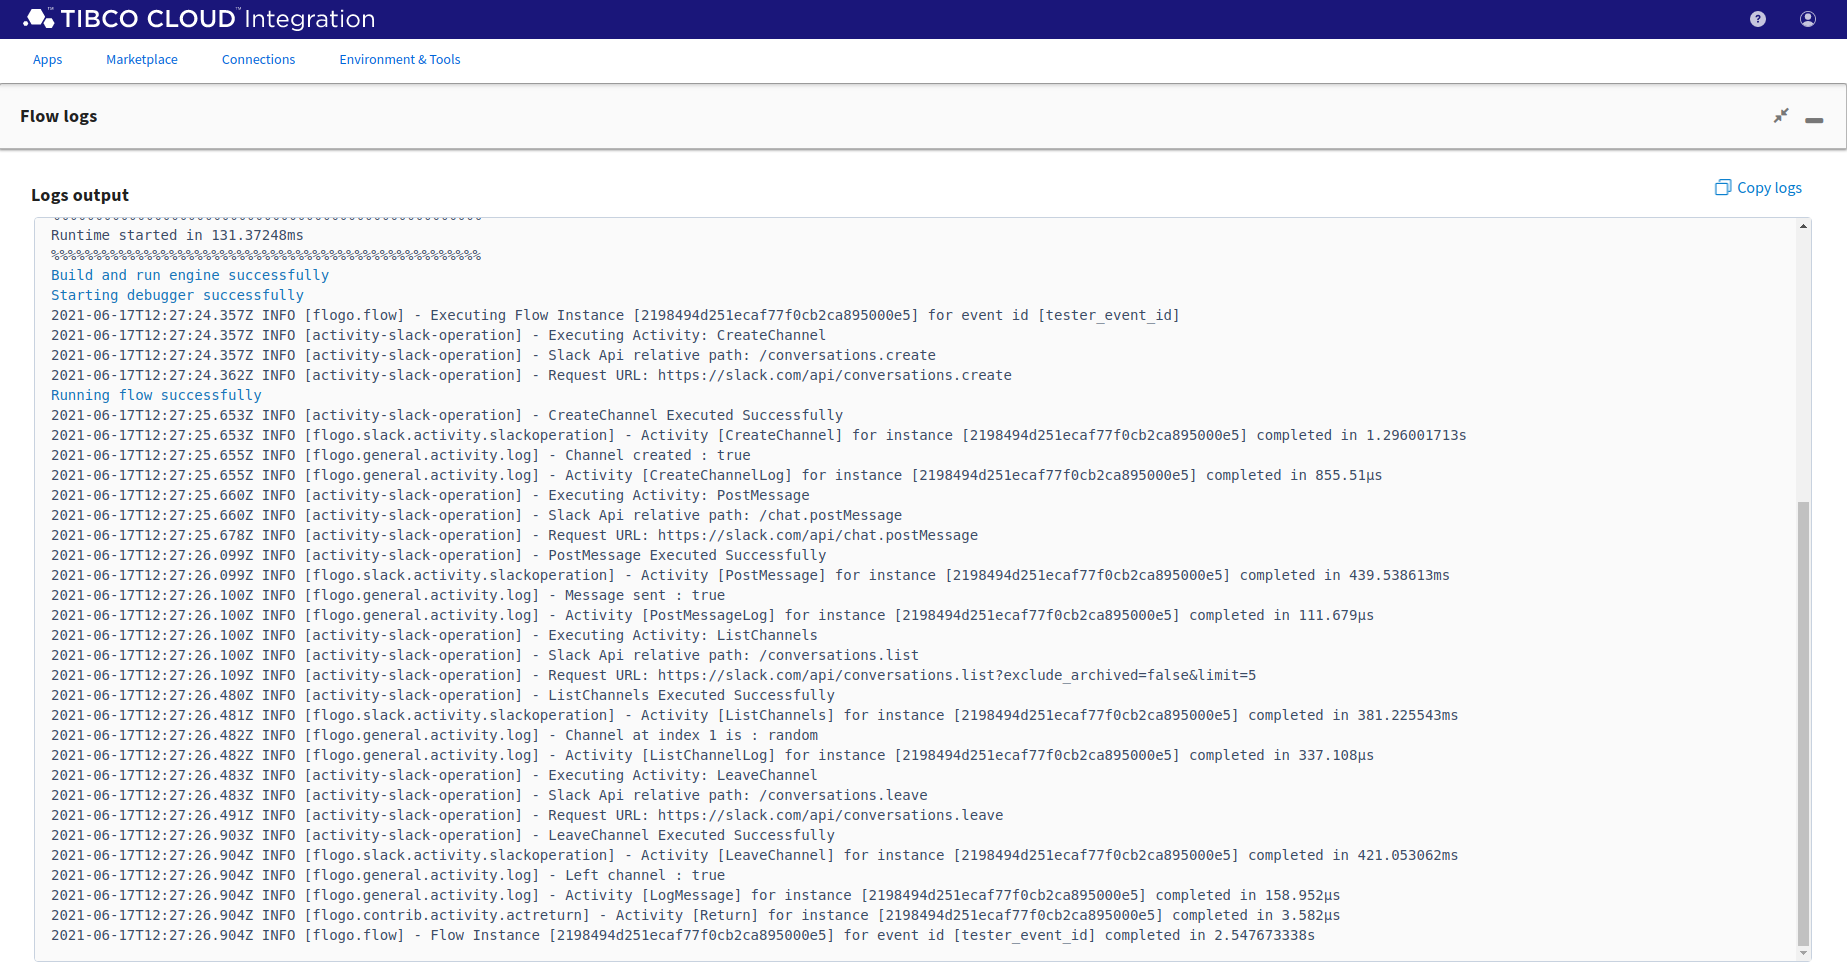 TIBCO CLOUD™ Integration
?
Apps
Marketplace
Connections
Environment & Tools
Flow logs
Logs output
Copy logs
Runtime started in 131.37248ms
%%%%%%%%%%%%%%%%%%%%%%%%%%%%%%%%%%%%%%%%%%%%%%%%%%%
Build and run engine successfully
Starting debugger successfully
2021-06-17T12:27:24.357Z INFO [flogo.flow] - Executing Flow Instance [2198494d251ecaf77f0cb2ca895000e5] for event id [tester_event_id]
2021-06-17T12:27:24.357Z INFO [activity-slack-operation] - Executing Activity: CreateChannel
2021-06-17T12:27:24.357Z INFO [activity-slack-operation] - Slack Api relative path: /conversations.create
2021-06-17T12:27:24.362Z INFO [activity-slack-operation] - Request URL: https://slack.com/api/conversations.create
Running flow successfully
2021-06-17T12:27:25.653Z INFO [activity-slack-operation] - CreateChannel Executed Successfully
2021-06-17T12:27:25.653Z INFO [flogo.slack.activity.slackoperation] - Activity [CreateChannel] for instance [2198494d251ecaf77f0cb2ca895000e5] completed in 1.296001713s
2021-06-17T12:27:25.655Z INFO [flogo.general.activity.log] - Channel created : true
2021-06-17T12:27:25.655Z INFO [flogo.general.activity.log] - Activity [CreateChannelLog] for instance [2198494d251ecaf77f0cb2ca895000e5] completed in 855.51µs
2021-06-17T12:27:25.660Z INFO [activity-slack-operation] - Executing Activity: PostMessage
2021-06-17T12:27:25.660Z INFO [activity-slack-operation] - Slack Api relative path: /chat.postMessage
2021-06-17T12:27:25.678Z INFO [activity-slack-operation] - Request URL: https://slack.com/api/chat.postMessage
2021-06-17T12:27:26.099Z INFO [activity-slack-operation] - PostMessage Executed Successfully
2021-06-17T12:27:26.099Z INFO [flogo.slack.activity.slackoperation] - Activity [PostMessage] for instance [2198494d251ecaf77f0cb2ca895000e5] completed in 439.538613ms
2021-06-17T12:27:26.100Z INFO [flogo.general.activity.log] - Message sent : true
2021-06-17T12:27:26.100Z INFO [flogo.general.activity.log] - Activity [PostMessageLog] for instance [2198494d251ecaf77f0cb2ca895000e5] completed in 111.679µs
2021-06-17T12:27:26.100Z INFO [activity-slack-operation] - Executing Activity: ListChannels
2021-06-17T12:27:26.100Z INFO [activity-slack-operation] - Slack Api relative path: /conversations.list
2021-06-17T12:27:26.109Z INFO [activity-slack-operation] - Request URL: https://slack.com/api/conversations.list?exclude_archived=false&limit=5
2021-06-17T12:27:26.480Z INFO [activity-slack-operation] - ListChannels Executed Successfully
2021-06-17T12:27:26.481Z INFO [flogo.slack.activity.slackoperation] - Activity [ListChannels] for instance [2198494d251ecaf77f0cb2ca895000e5] completed in 381.225543ms
2021-06-17T12:27:26.482Z INFO [flogo.general.activity.log] - Channel at index 1 is : random
2021-06-17T12:27:26.482Z INFO [flogo.general.activity.log] - Activity [ListChannelLog] for instance [2198494d251ecaf77f0cb2ca895000e5] completed in 337.108µs
2021-06-17T12:27:26.483Z INFO [activity-slack-operation] - Executing Activity: LeaveChannel
2021-06-17T12:27:26.483Z INFO [activity-slack-operation] - Slack Api relative path: /conversations.leave
2021-06-17T12:27:26.491Z INFO [activity-slack-operation] - Request URL: https://slack.com/api/conversations.leave
2021-06-17T12:27:26.903Z INFO [activity-slack-operation] - LeaveChannel Executed Successfully
2021-06-17T12:27:26.904Z INFO [flogo.slack.activity.slackoperation] - Activity [LeaveChannel] for instance [2198494d251ecaf77f0cb2ca895000e5] completed in 421.053062ms
2021-06-17T12:27:26.904Z INFO [flogo.general.activity.log] - Left channel : true
2021-06-17T12:27:26.904Z INFO [flogo.general.activity.log] - Activity [LogMessage] for instance [2198494d251ecaf77f0cb2ca895000e5] completed in 158.952µs
2021-06-17T12:27:26.904Z INFO [flogo.contrib.activity.actreturn] - Activity [Return] for instance [2198494d251ecaf77f0cb2ca895000e5] completed in 3.582µs
2021-06-17T12:27:26.904Z INFO [flogo.flow] - Flow Instance [2198494d251ecaf77f0cb2ca895000e5] for event id [tester_event_id] completed in 2.547673338s